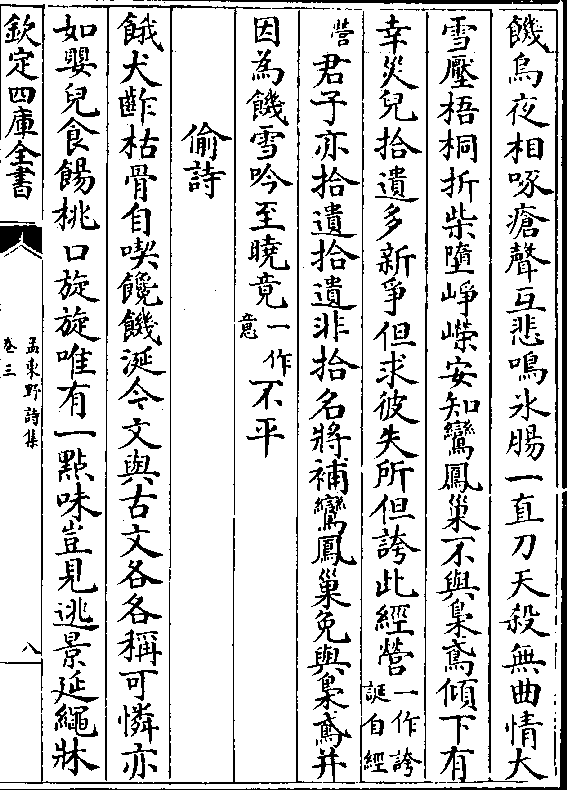 饑烏夜相啄瘡聲互悲鳴氷腸一直刀天殺無曲情大
雪壓梧桐折柴墮崢嶸安知鸞鳳巢不與梟鳶傾下有
幸災兒拾遺多新爭但求彼失所但誇此經營一作誇誕自經
營君子亦拾遺拾遺非拾名將補鸞鳳巢免與梟鳶并
因為饑雪吟至曉竟一作意不平
偷詩
餓犬齚枯骨自喫饞饑涎今文與古文各各稱可憐亦
如嬰兒食餳桃口旋旋唯有一點味豈見逃景延繩牀
欽定四庫全書
孟東野詩集
卷三
八